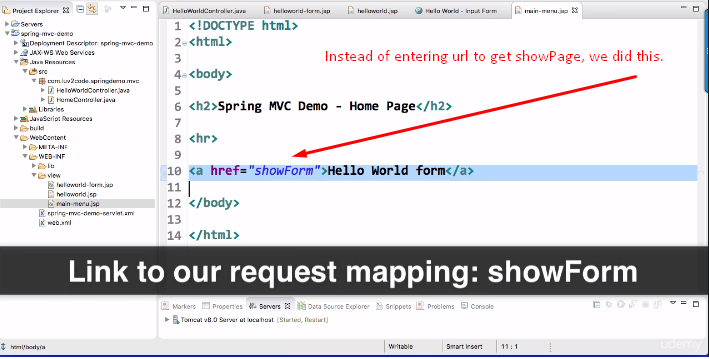 Project Explorer
HelloWorldController.java
helloworld-form.jsp
helloworld.jsp
Hello World - Input Form
main-menu.jsp
Servers
spring-mvc-demo
Deployment Descriptor: spring-mvc-demo
JAX-WS Web Services
Java Resources
src
com.luv2code.springdemo.mvc
HelloWorldController.java
HomeController.java
Libraries
JavaScript Resources
build
WebContent
META-INF
WEB-INF
lib
view
helloworld-form.jsp
helloworld.jsp
main-menu.jsp
spring-mvc-demo-servlet.xml
web.xml
1 <!DOCTYPE html>
2 <html>
3
4 <body>
5
6 <h2>Spring MVC Demo - Home Page</h2>
7
8 <hr>
9
10 <a href="showForm">Hello World form</a>
11
12 </body>
13
14 </html>
Instead of entering url to get showPage, we did this.
Link to our request mapping: showForm
Markers Properties Servers Data Source Explorer Snippets Problems Console
Tomcat v8.0 Server at localhost [Started, Restart]
html/body/a Writable Smart Insert 11 : 1
udemy